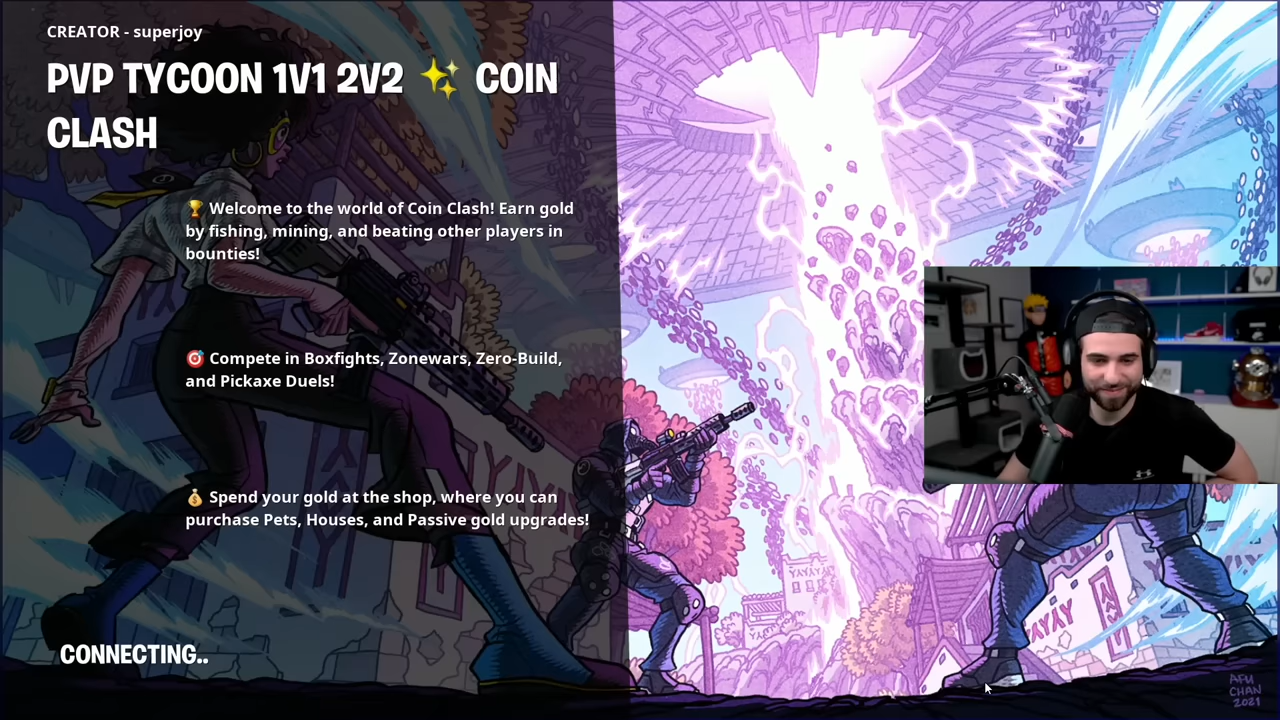 CREATOR - superjoy
PVP TYCOON 1V1 2V2 ✨ COIN
CLASH
🏆 Welcome to the world of Coin Clash! Earn gold
by fishing, mining, and beating other players in
bounties!
🎯 Compete in Boxfights, Zonewars, Zero-Build,
and Pickaxe Duels!
💰 Spend your gold at the shop, where you can
purchase Pets, Houses, and Passive gold upgrades!
CONNECTING..
YAYAYA
YAYAY
AFU
CHAN
2021